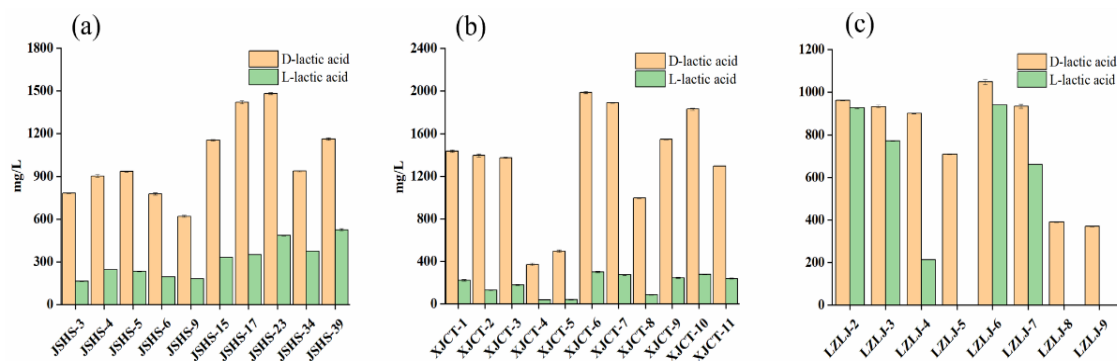 (a)
1800
1500
1200
900
600
300
0
mg/L
D-lactic acid
L-lactic acid
JSHS-3
JSHS-4
JSHS-5
JSHS-6
JSHS-9
JSHS-15
JSHS-17
JSHS-23
JSHS-34
JSHS-39
(b)
2400
2000
1600
1200
800
400
0
mg/L
D-lactic acid
L-lactic acid
XJCT-1
XJCT-2
XJCT-3
XJCT-4
XJCT-5
XJCT-6
XJCT-7
XJCT-8
XJCT-9
XJCT-10
XJCT-11
(c)
1200
1000
800
600
400
200
0
D-lactic acid
L-lactic acid
LZLJ-2
LZLJ-3
LZLJ-4
LZLJ-5
LZLJ-6
LZLJ-7
LZLJ-8
LZLJ-9